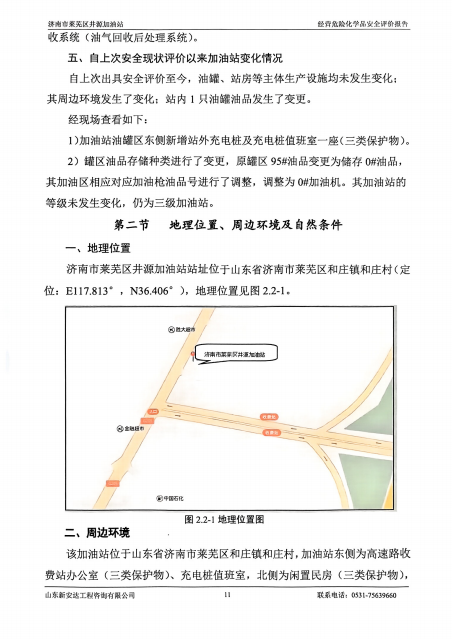 济南市莱芜区井源加油站 经营危险化学品安全评价报告
收系统（油气回收后处理系统）。
五、自上次安全现状评价以来加油站变化情况
自上次出具安全评价至今，油罐、站房等主体生产设施均未发生变化；
其周边环境发生了变化；站内 1 只油罐油品发生了变更。
经现场查看如下：
1)加油站油罐区东侧新增站外充电桩及充电桩值班室一座(三类保护物)。
2）罐区油品存储种类进行了变更，原罐区 95#油品变更为储存 0#油品，
其加油区相应对应加油枪油品号进行了调整，调整为 0#加油机。其加油站的
等级未发生变化，仍为三级加油站。
第二节 地理位置、周边环境及自然条件
一、地理位置
济南市莱芜区井源加油站站址位于山东省济南市莱芜区和庄镇和庄村（定
位：E117.813°，N36.406°），地理位置见图 2.2-1。
胜大超市
济南市莱芜区井源加油站
金融超市
中国石化
图 2.2-1 地理位置图
二、周边环境
该加油站位于山东省济南市莱芜区和庄镇和庄村，加油站东侧为高速路收
费站办公室（三类保护物）、充电桩值班室，北侧为闲置民房（三类保护物），
山东新安达工程咨询有限公司 11 联系电话：0531-75639660